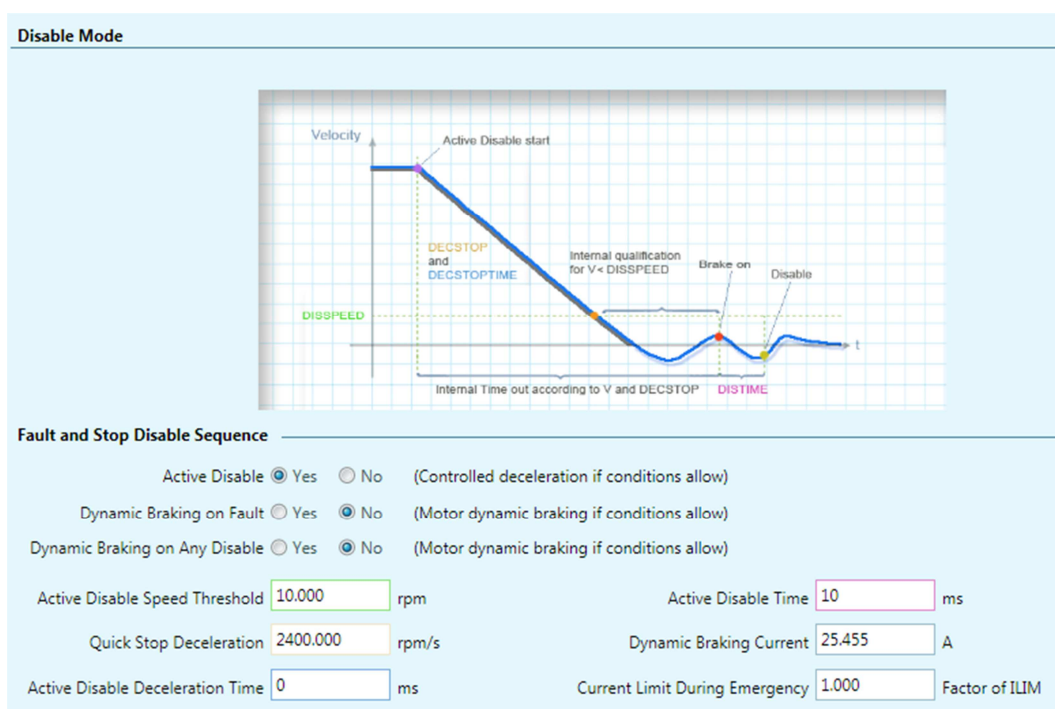 Disable Mode
Velocity
Active Disable start
DECSTOP
and
DECSTOPTIME
Internal qualification
for V< DISSPEED
Brake on
Disable
DISSPEED
t
Internal Time out according to V and DECSTOP
DISTIME
Fault and Stop Disable Sequence
Active Disable Yes No (Controlled deceleration if conditions allow)
Dynamic Braking on Fault Yes No (Motor dynamic braking if conditions allow)
Dynamic Braking on Any Disable Yes No (Motor dynamic braking if conditions allow)
Active Disable Speed Threshold 10.000 rpm Active Disable Time 10 ms
Quick Stop Deceleration 2400.000 rpm/s Dynamic Braking Current 25.455 A
Active Disable Deceleration Time 0 ms Current Limit During Emergency 1.000 Factor of ILIM